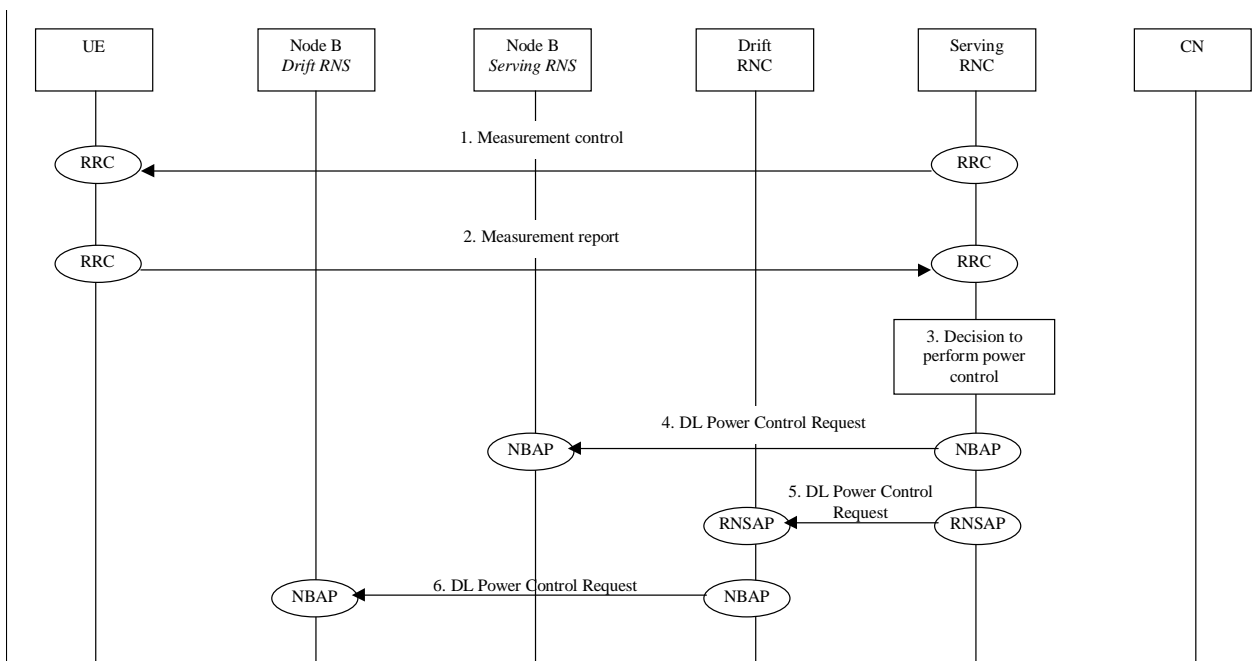 UE
Node B
Drift RNS
Node B
Serving RNS
Drift
RNC
Serving
RNC
CN
1. Measurement control
RRC
RRC
2. Measurement report
RRC
RRC
3. Decision to
perform power
control
4. DL Power Control Request
NBAP
NBAP
5. DL Power Control
Request
RNSAP
RNSAP
6. DL Power Control Request
NBAP
NBAP